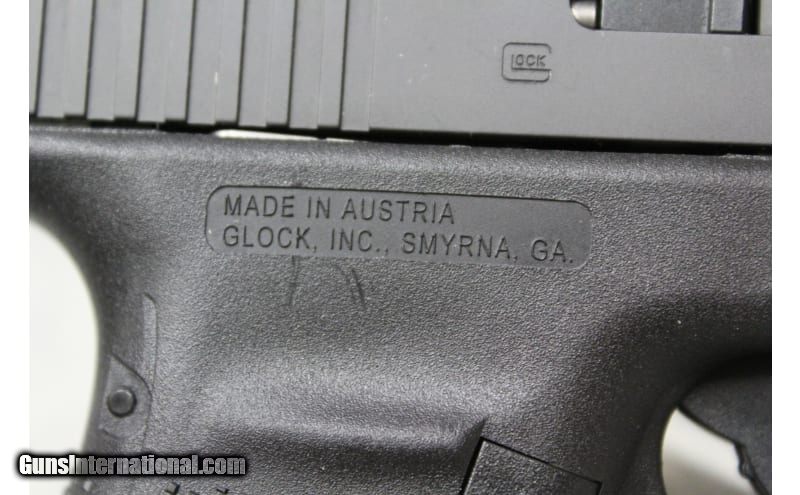 GLOCK
MADE IN AUSTRIA
GLOCK, INC., SMYRNA, GA.
GunsInternational.com